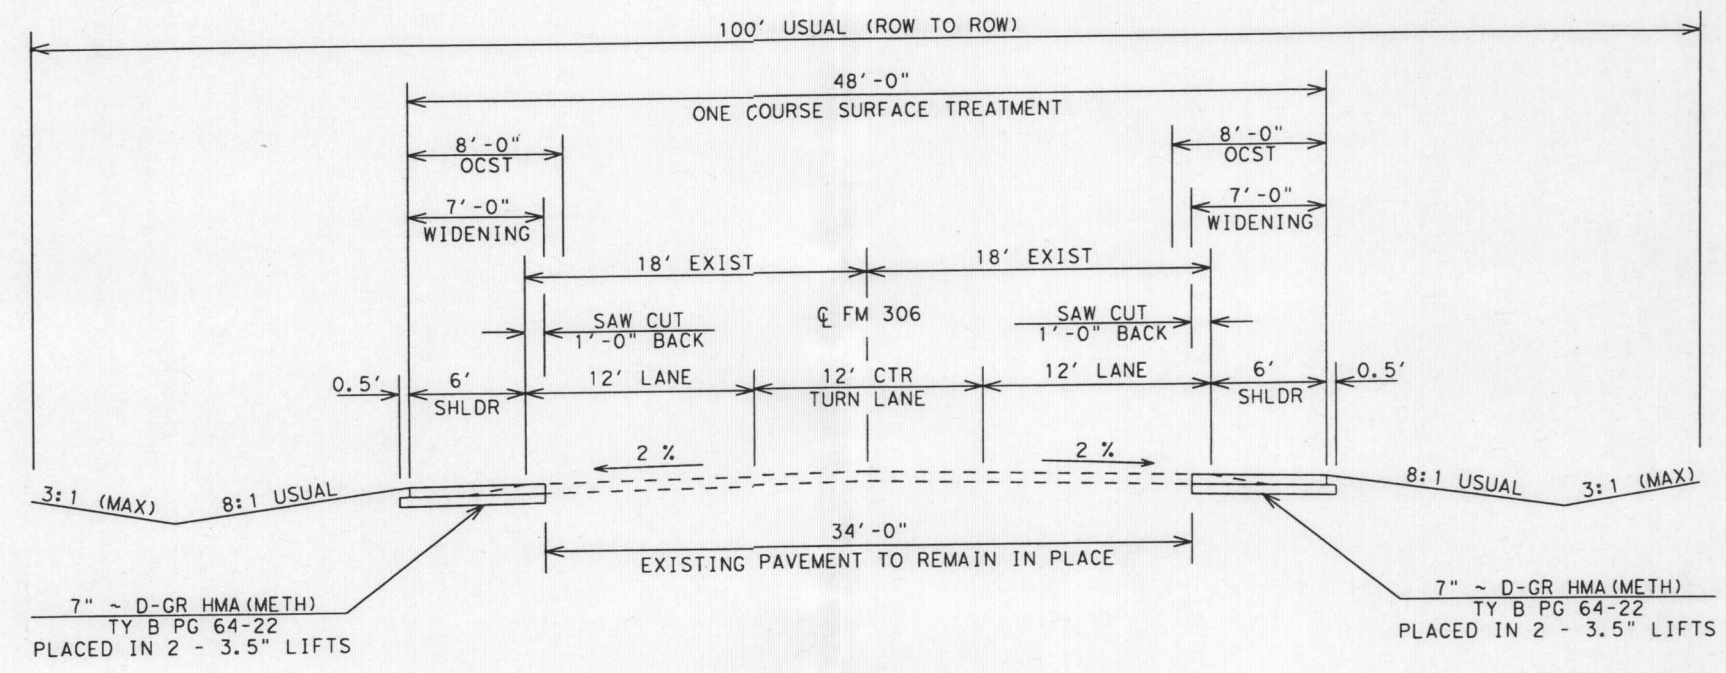 100' USUAL (ROW TO ROW)
48'-0"
ONE COURSE SURFACE TREATMENT
8'-0"
OCST
8'-0"
OCST
7'-0"
WIDENING
7'-0"
WIDENING
18' EXIST
18' EXIST
SAW CUT
1'-0" BACK
℄ FM 306
SAW CUT
1'-0" BACK
0.5'
6'
SHLDR
12' LANE
12' CTR
TURN LANE
12' LANE
6'
SHLDR
0.5'
2 %
2 %
3:1 (MAX)
8:1 USUAL
8:1 USUAL
3:1 (MAX)
34'-0"
EXISTING PAVEMENT TO REMAIN IN PLACE
7" ~ D-GR HMA(METH)
TY B PG 64-22
PLACED IN 2 - 3.5" LIFTS
7" ~ D-GR HMA(METH)
TY B PG 64-22
PLACED IN 2 - 3.5" LIFTS